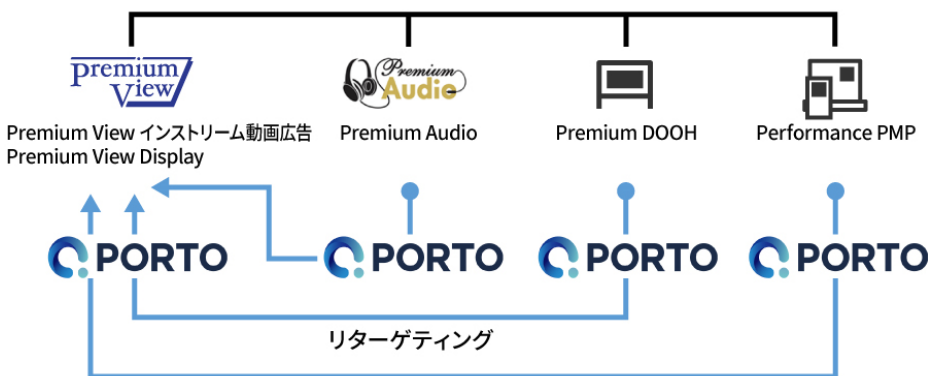 Premium
View
Premium
Audio
Premium View インストリーム動画広告
Premium View Display
Premium Audio
Premium DOOH
Performance PMP
PORTO
PORTO
PORTO
PORTO
リターゲティング